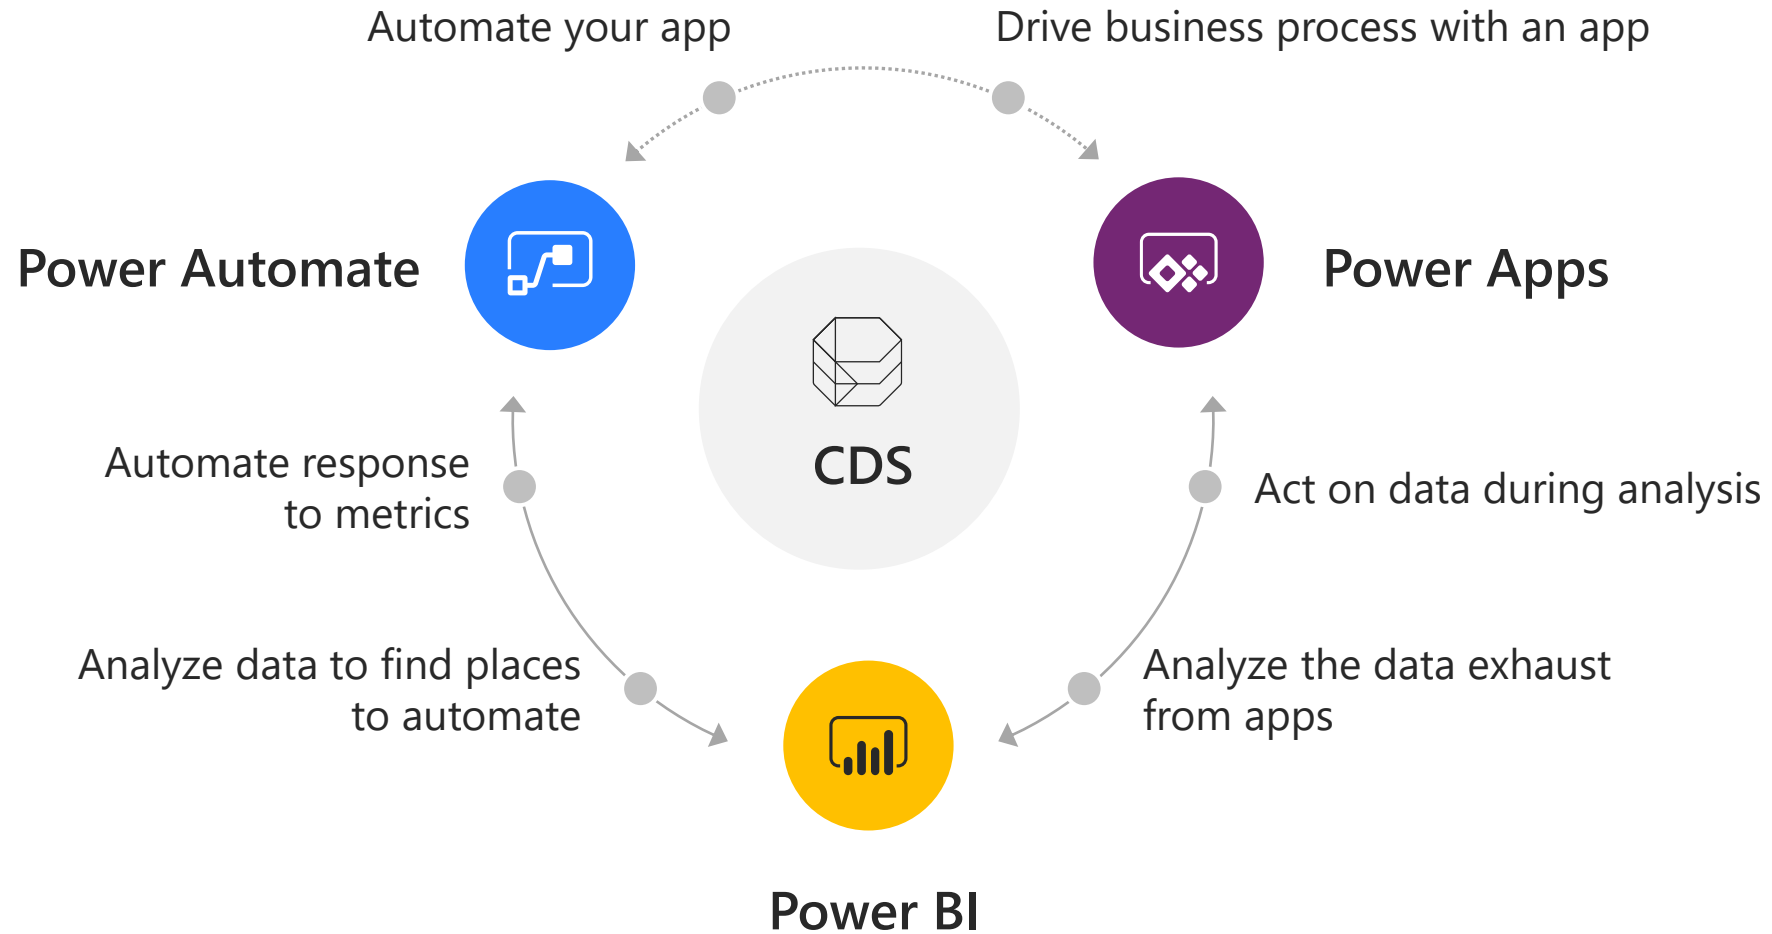 Automate your app
Drive business process with an app
Power Automate
Power Apps
CDS
Automate response
to metrics
Act on data during analysis
Analyze data to find places
to automate
Analyze the data exhaust
from apps
Power BI